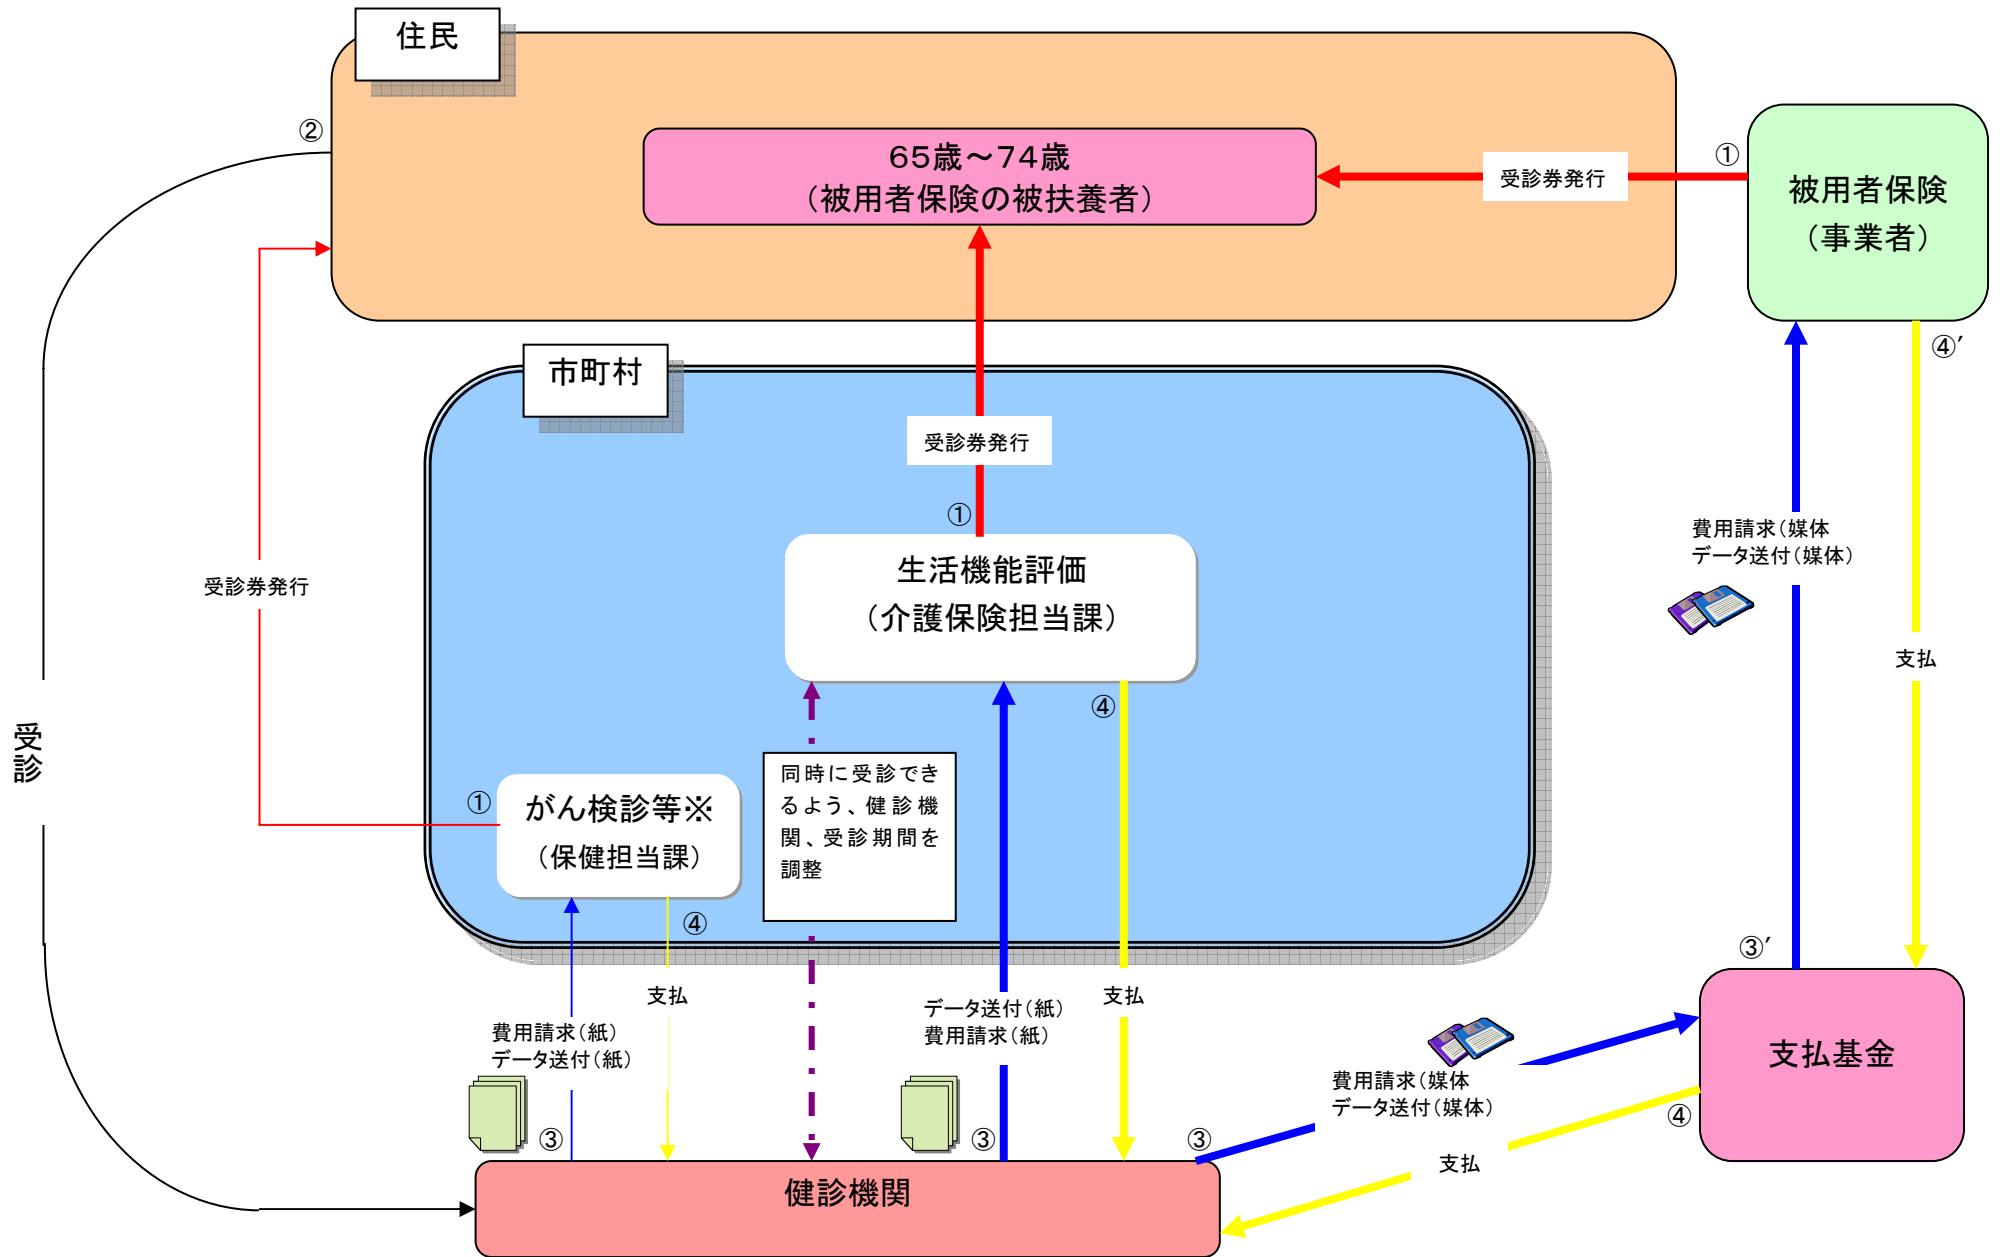 住民
②
65歳～74歳
（被用者保険の被扶養者）
受診券発行
①
被用者保険
（事業者）
④′
市町村
受診券発行
①
生活機能評価
（介護保険担当課）
受診券発行
費用請求（媒体
データ送付（媒体）
支払
④
受診
①
がん検診等※
（保健担当課）
同時に受診でき
るよう、健診機
関、受診期間を
調整
④
③′
支払
費用請求（紙）
データ送付（紙）
データ送付（紙）
費用請求（紙）
支払
支払基金
費用請求（媒体
データ送付（媒体）
④
③
③
③
支払
健診機関